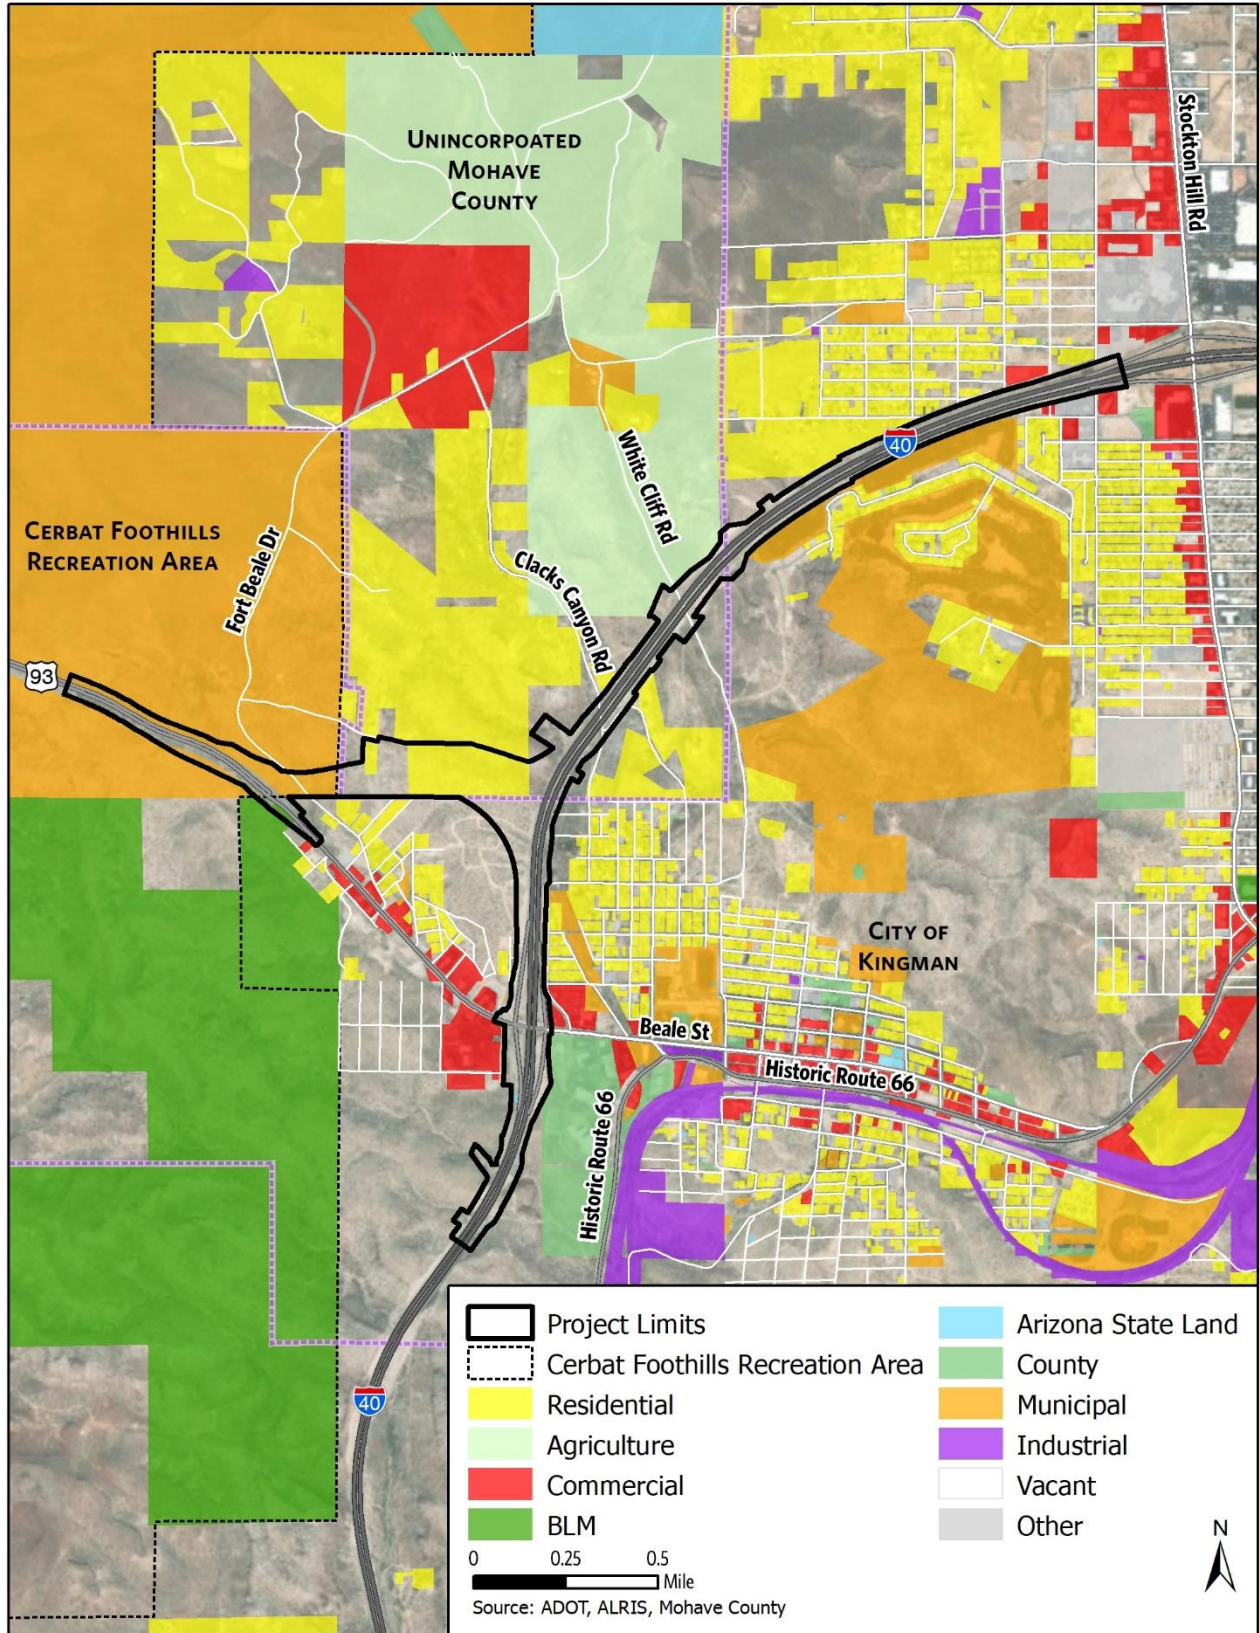 UNINCORPOATED
MOHAVE
COUNTY
Stockton Hill Rd
40
White Cliff Rd
CERBAT FOOTHILLS
RECREATION AREA
Fort Beale Dr
Clacks Canyon Rd
93
CITY OF
KINGMAN
Beale St
Historic Route 66
Historic Route 66
40
Project Limits
Cerbat Foothills Recreation Area
Residential
Agriculture
Commercial
BLM
Arizona State Land
County
Municipal
Industrial
Vacant
Other
0 0.25 0.5
Mile
Source: ADOT, ALRIS, Mohave County
N